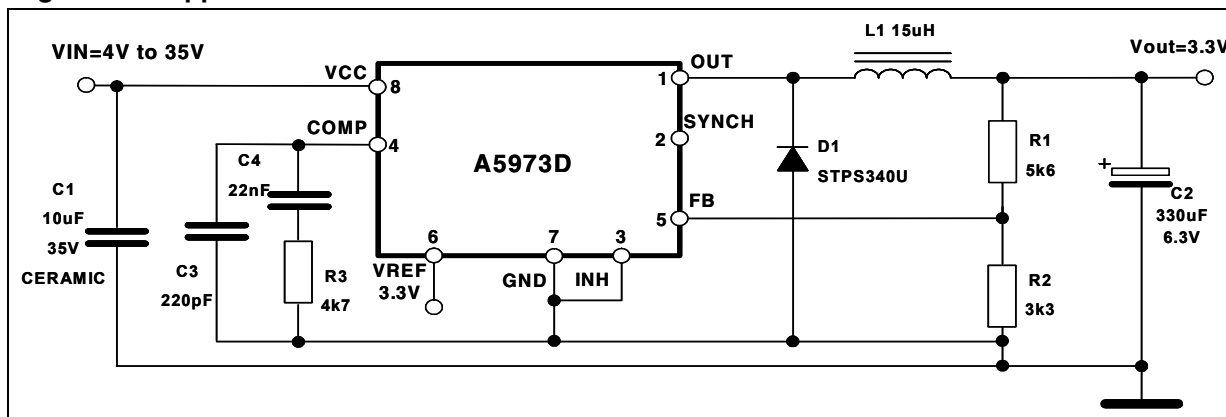 VIN=4V to 35V
VCC
8
COMP
4
C4
22nF
C1
10uF
35V
CERAMIC
C3
220pF
R3
4k7
A5973D
6
VREF
3.3V
7
GND
3
INH
OUT
1
SYNCH
2
FB
5
D1
STPS340U
L1 15uH
R1
5k6
R2
3k3
Vout=3.3V
+
C2
330uF
6.3V